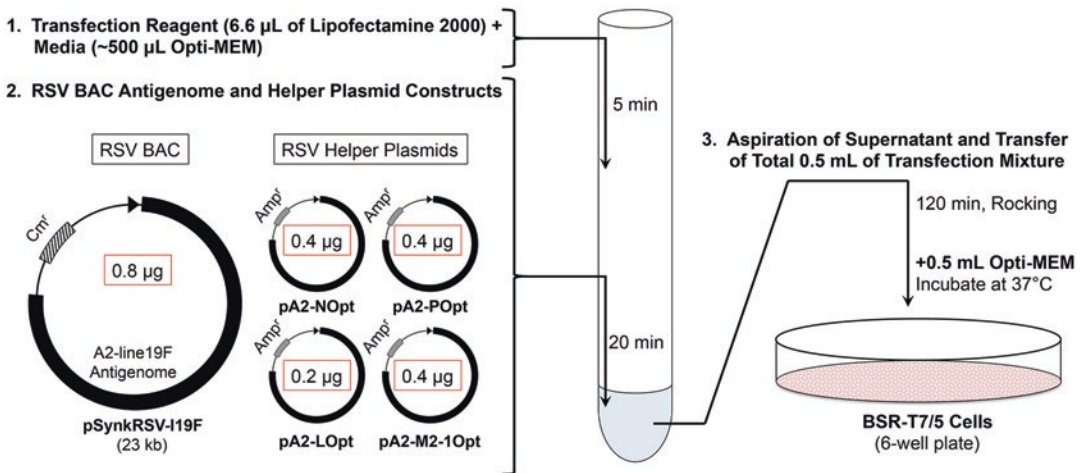 1. Transfection Reagent (6.6 µL of Lipofectamine 2000) +
Media (~500 µL Opti-MEM)
2. RSV BAC Antigenome and Helper Plasmid Constructs
RSV BAC
Cmʳ
0.8 µg
A2-line19F
Antigenome
pSynkRSV-I19F
(23 kb)
RSV Helper Plasmids
Ampʳ
0.4 µg
pA2-NOpt
Ampʳ
0.4 µg
pA2-POpt
Ampʳ
0.2 µg
pA2-LOpt
Ampʳ
0.4 µg
pA2-M2-1Opt
5 min
20 min
3. Aspiration of Supernatant and Transfer
of Total 0.5 mL of Transfection Mixture
120 min, Rocking
+0.5 mL Opti-MEM
Incubate at 37°C
BSR-T7/5 Cells
(6-well plate)